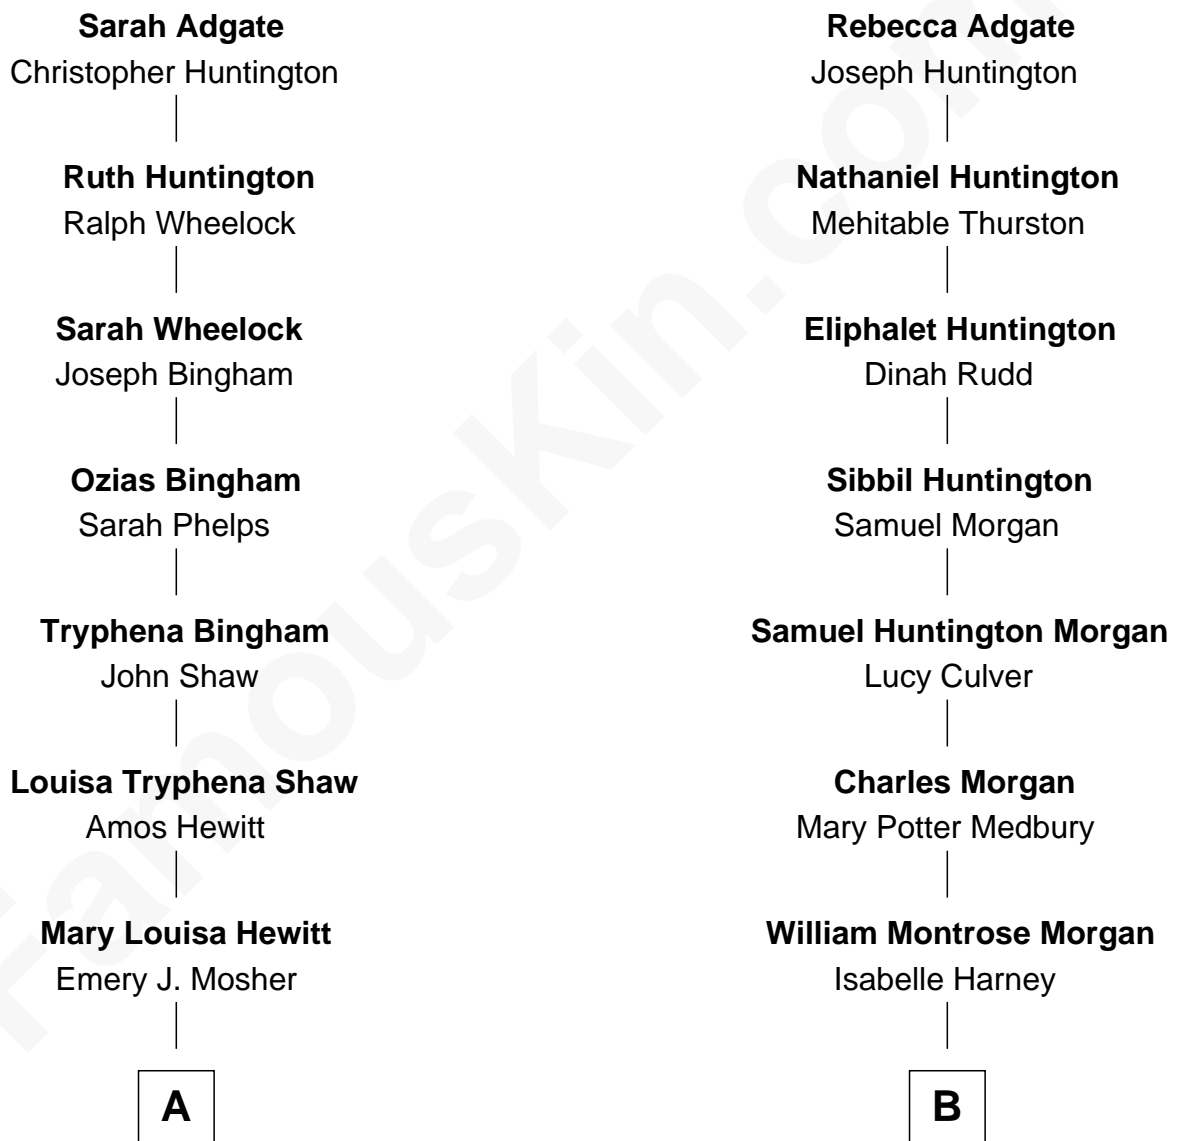 Sarah Adgate
Christopher Huntington
Ruth Huntington
Ralph Wheelock
Sarah Wheelock
Joseph Bingham
Ozias Bingham
Sarah Phelps
Tryphena Bingham
John Shaw
Louisa Tryphena Shaw
Amos Hewitt
Mary Louisa Hewitt
Emery J. Mosher
A
Rebecca Adgate
Joseph Huntington
Nathaniel Huntington
Mehitable Thurston
Eliphalet Huntington
Dinah Rudd
Sibbil Huntington
Samuel Morgan
Samuel Huntington Morgan
Lucy Culver
Charles Morgan
Mary Potter Medbury
William Montrose Morgan
Isabelle Harney
B
FamousKin.com